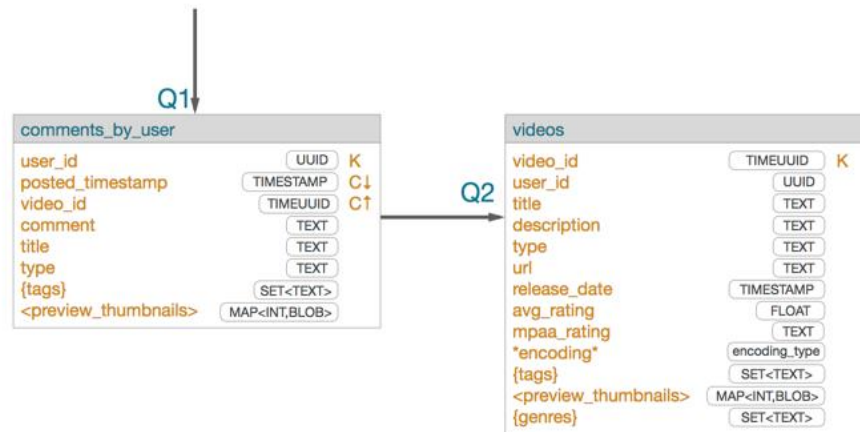 Q1
comments_by_user
user_id UUID K
posted_timestamp TIMESTAMP C↓
video_id TIMEUUID C↑
comment TEXT
title TEXT
type TEXT
{tags} SET<TEXT>
<preview_thumbnails> MAP<INT,BLOB>
Q2
videos
video_id TIMEUUID K
user_id UUID
title TEXT
description TEXT
type TEXT
url TEXT
release_date TIMESTAMP
avg_rating FLOAT
mpaa_rating TEXT
*encoding* encoding_type
{tags} SET<TEXT>
<preview_thumbnails> MAP<INT,BLOB>
{genres} SET<TEXT>